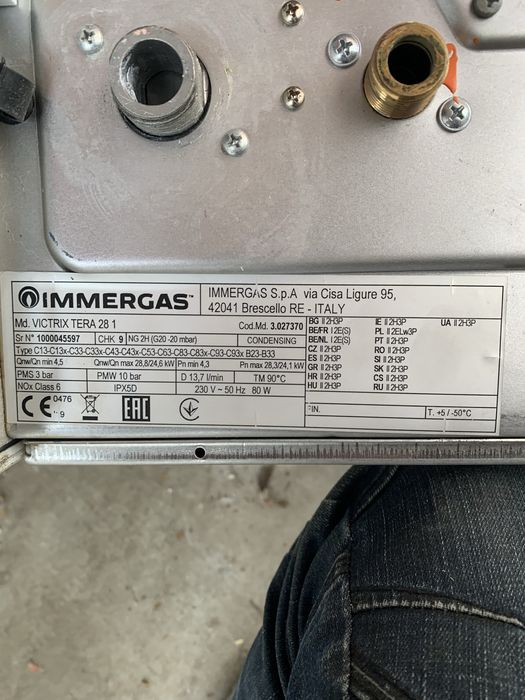 IMMERGAS™
IMMERGAS S.p.A via Cisa Ligure 95,
42041 Brescello RE - ITALY
Md. VICTRIX TERA 28 1 Cod.Md. 3.027370
Sr N° 1000045597 CHK 9 NG 2H (G20 -20 mbar) CONDENSING
Type C13-C13x-C33-C33x-C43-C43x-C53-C63-C83-C83x-C93-C93x B23-B33
Qnw/Qn min 4,5 Qnw/Qn max 28,8/24,6 kW Pn min 4,3 Pn max 28,3/24,1 kW
PMS 3 bar PMW 10 bar D 13,7 l/min TM 90°C
NOx Class 6 IPX5D 230 V ~ 50 Hz 80 W
CE 0476 EAC
9
BG II 2H3P IE II 2H3P UA II 2H3P
BE/FR I 2E(S) PL II 2ELw3P
BE/NL I 2E(S) PT II 2H3P
CZ II 2H3P RO II 2H3P
ES II 2H3P SI II 2H3P
GR II 2H3P SK II 2H3P
HR II 2H3P CS II 2H3P
HU II 2H3P RU II 2H3P
PIN. T. +5 / -50°C